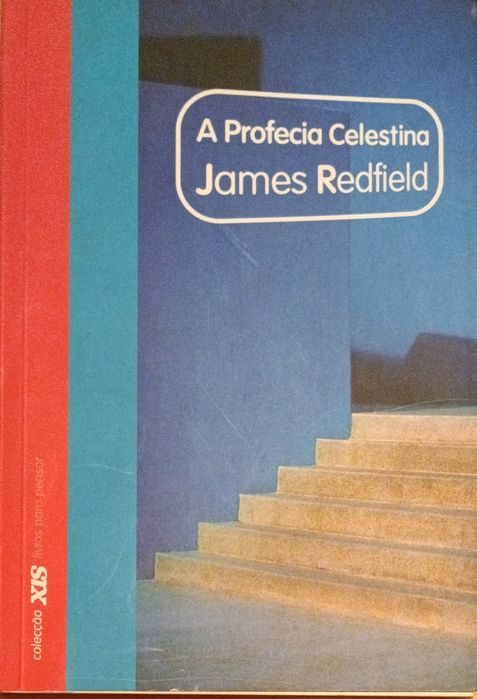 A Profecia Celestina
James Redfield
colecção XIS livros para pensar